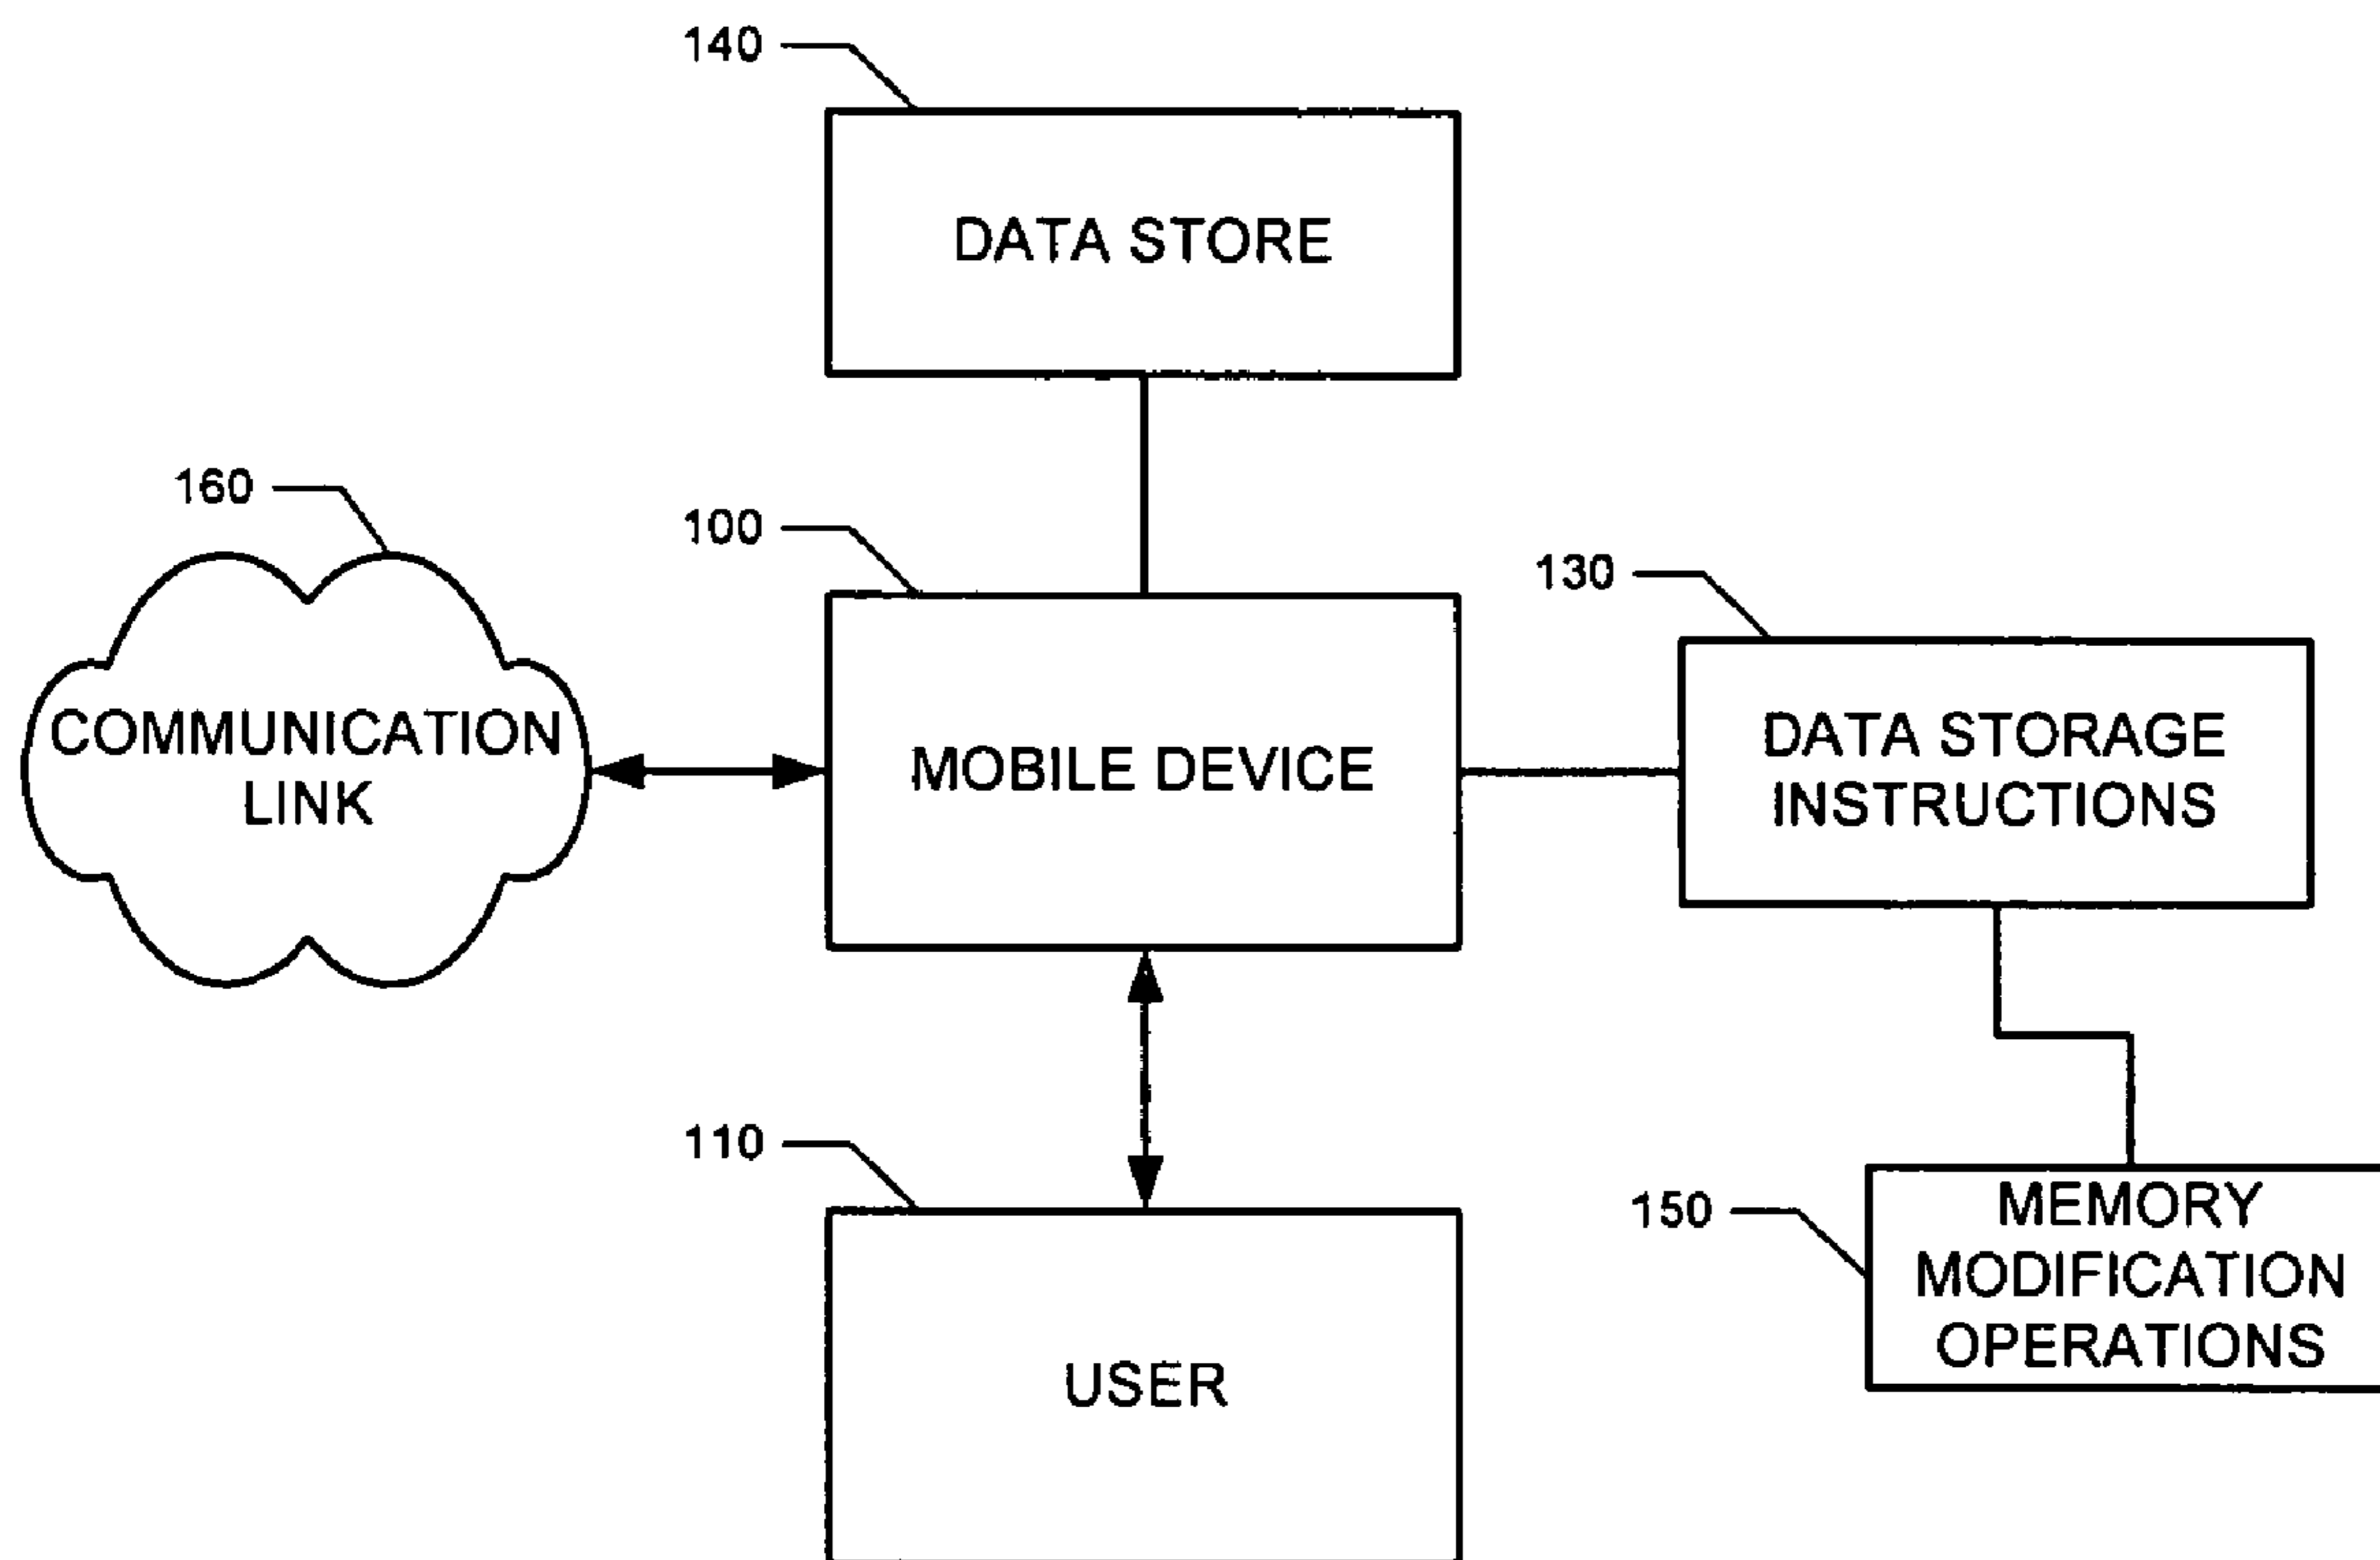 140
DATA STORE
160
100
130
COMMUNICATION
LINK
MOBILE DEVICE
DATA STORAGE
INSTRUCTIONS
110
150
MEMORY
MODIFICATION
OPERATIONS
USER